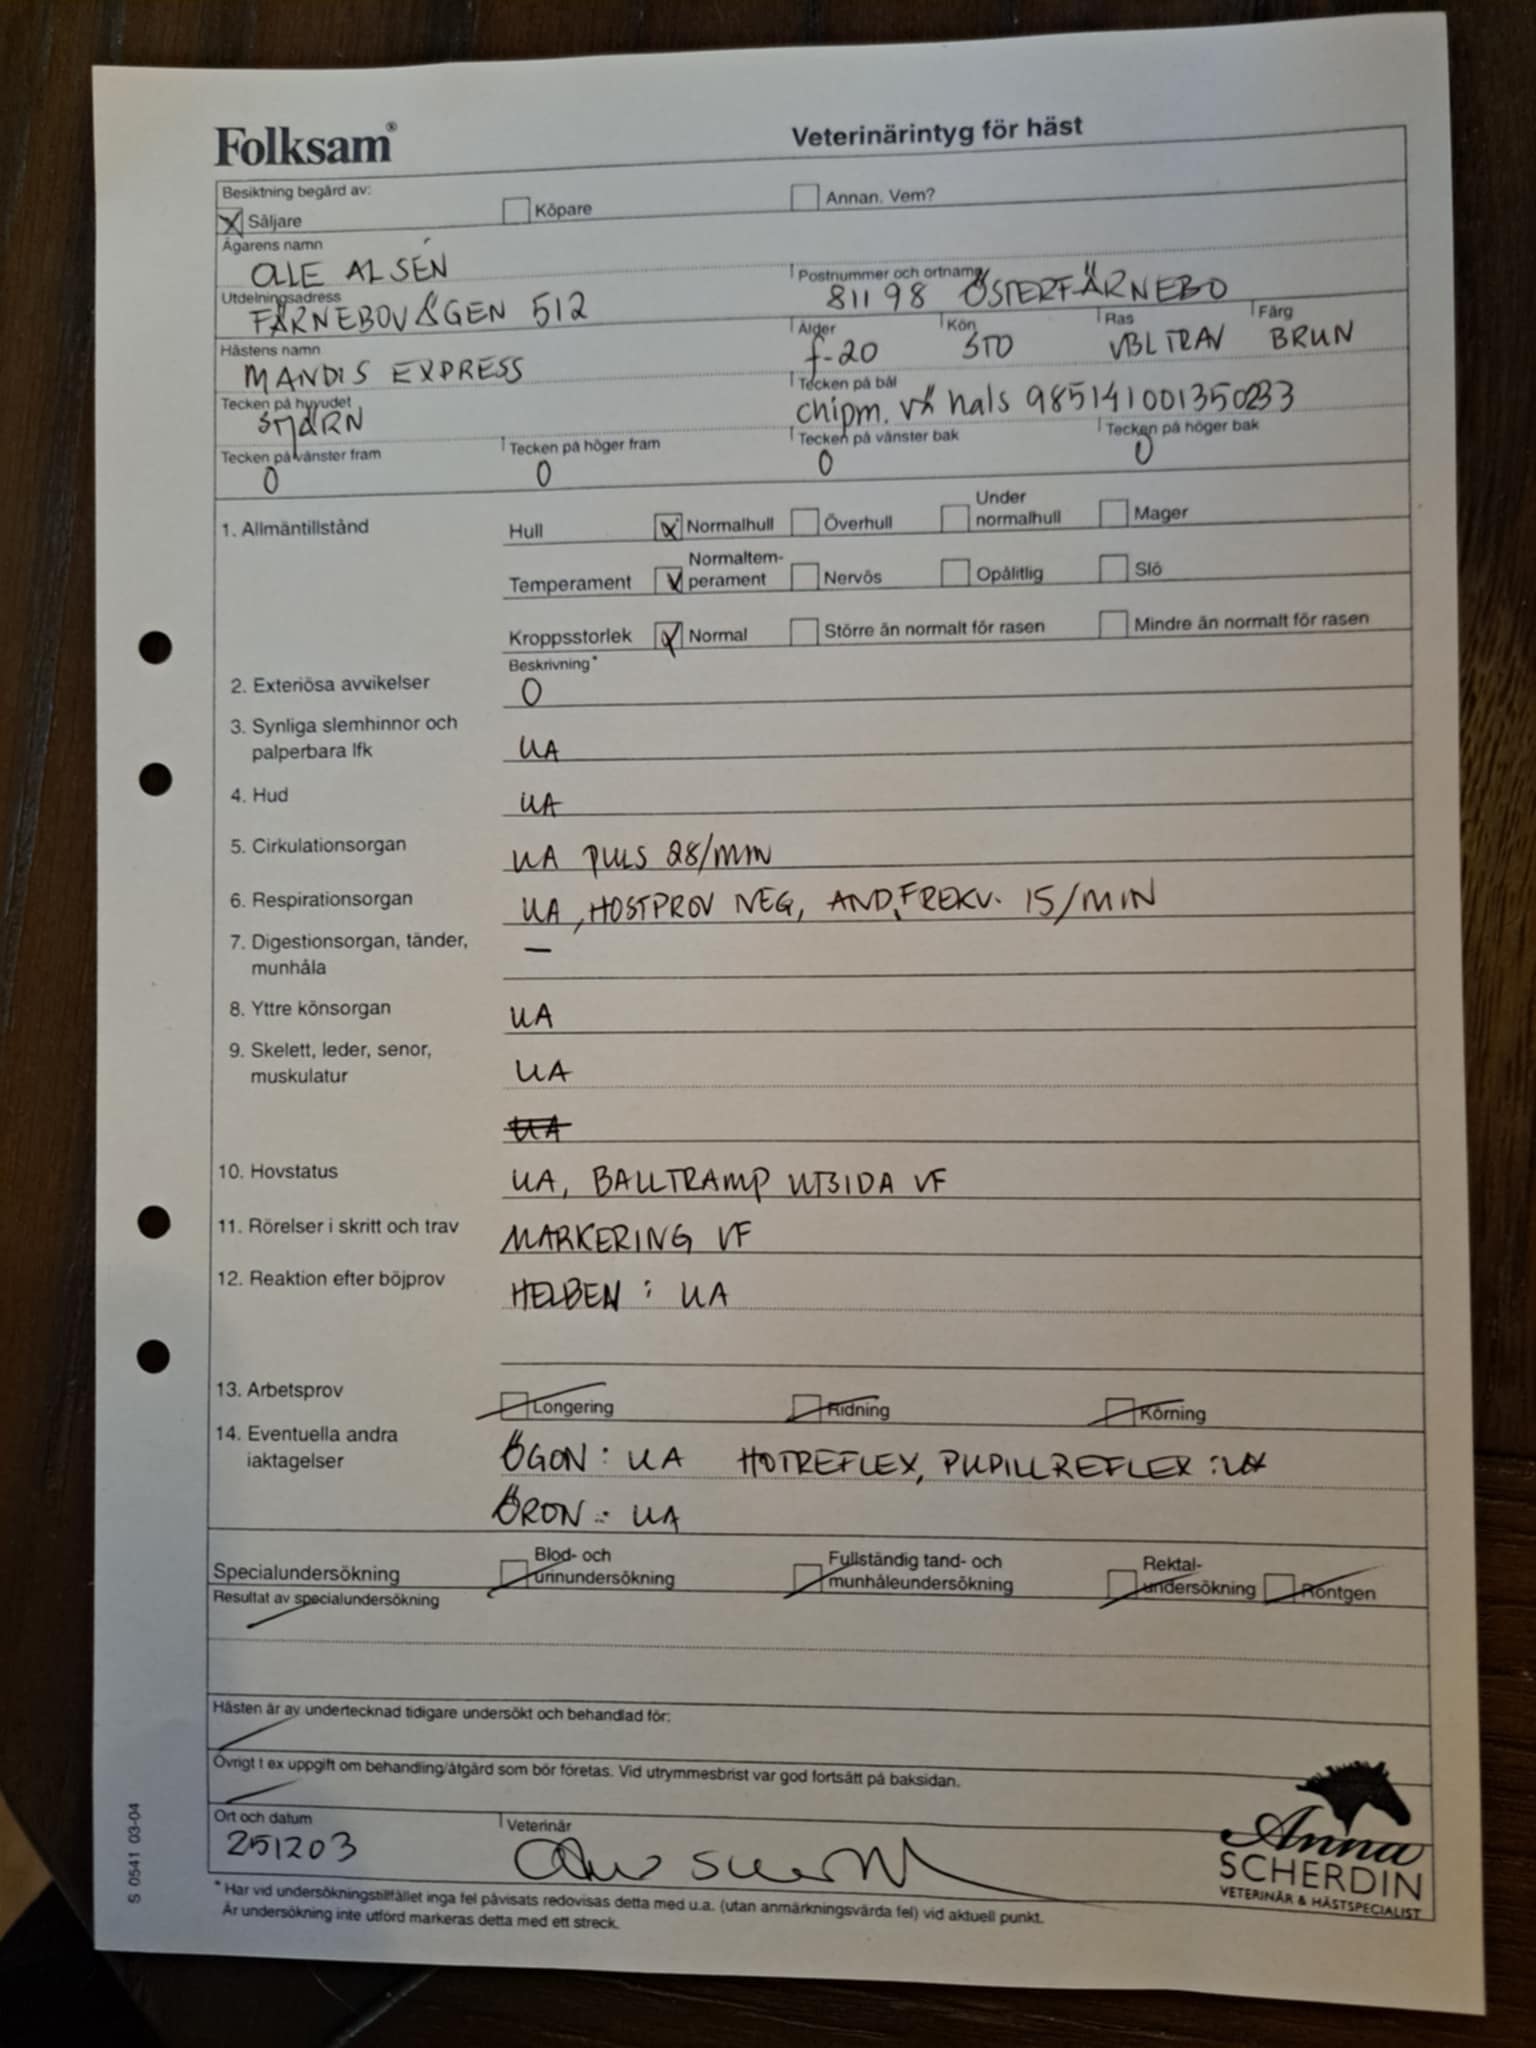 Folksam®
Veterinärintyg för häst
Besiktning begärd av:
X Säljare
Köpare
Annan. Vem?
Ägarens namn
OLLE ALSÉN
Utdelningsadress
FÄRNEBOVÄGEN 512
Postnummer och ortnamn
811 98 ÖSTERFÄRNEBO
Hästens namn
MANDIS EXPRESS
Ålder
f-20
Kön
STO
Ras
VBL TRAV
Färg
BRUN
Tecken på huvudet
STJÄRN
Tecken på bål
chipm. vä hals 985141001350233
Tecken på vänster fram
0
Tecken på höger fram
0
Tecken på vänster bak
0
Tecken på höger bak
0
1. Allmäntillstånd
Hull
X Normalhull
Överhull
Under normalhull
Mager
Temperament
V Normaltem-
perament
Nervös
Opålitlig
Slö
Kroppsstorlek
X Normal
Större än normalt för rasen
Mindre än normalt för rasen
Beskrivning*
2. Exteriösa avvikelser
0
3. Synliga slemhinnor och
palperbara lfk
UA
4. Hud
UA
5. Cirkulationsorgan
UA PULS 28/MIN
6. Respirationsorgan
UA, HOSTPROV NEG, AND.FREKV. 15/MIN
7. Digestionsorgan, tänder,
munhåla
—
8. Yttre könsorgan
UA
9. Skelett, leder, senor,
muskulatur
UA
UA
10. Hovstatus
UA, BALLTRAMP UTSIDA VF
11. Rörelser i skritt och trav
MARKERING VF
12. Reaktion efter böjprov
HELBEN : UA
13. Arbetsprov
Longering
Ridning
Körning
14. Eventuella andra
iaktagelser
ÖGON : UA HOTREFLEX, PUPILLREFLEX : UA
ÖRON : UA
Specialundersökning
Blod- och
urinundersökning
Fullständig tand- och
munhåleundersökning
Rektal-
undersökning
Röntgen
Resultat av specialundersökning
Hästen är av undertecknad tidigare undersökt och behandlad för:
Övrigt t ex uppgift om behandling/åtgärd som bör företas. Vid utrymmesbrist var god fortsätt på baksidan.
Ort och datum
251203
Veterinär
Anna
SCHERDIN
VETERINÄR & HÄSTSPECIALIST
* Har vid undersökningstillfället inga fel påvisats redovisas detta med u.a. (utan anmärkningsvärda fel) vid aktuell punkt.
Är undersökning inte utförd markeras detta med ett streck.
S 0541 03-04